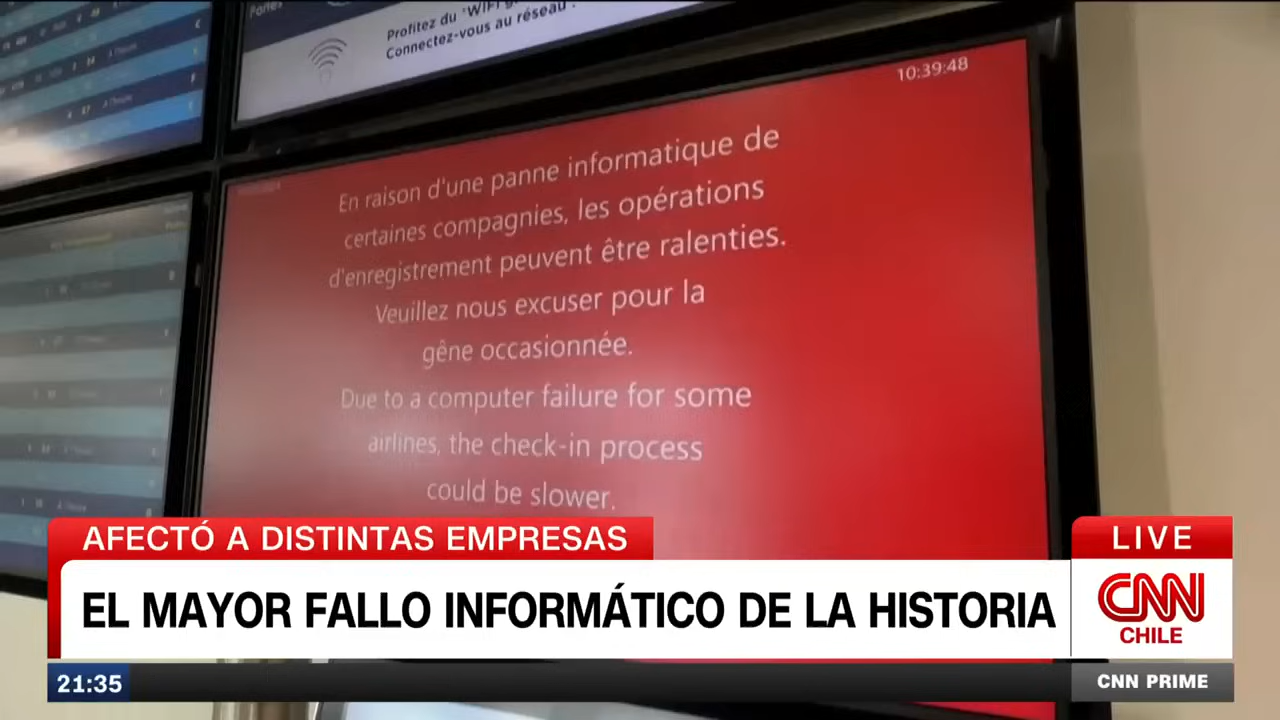 Profitez du "WIFI
Connectez-vous au réseau
10:39:48
En raison d'une panne informatique de
certaines compagnies, les opérations
d'enregistrement peuvent être ralenties.
Veuillez nous excuser pour la
gêne occasionnée.
Due to a computer failure for some
airlines, the check-in process
could be slower.
AFECTÓ A DISTINTAS EMPRESAS
LIVE
EL MAYOR FALLO INFORMÁTICO DE LA HISTORIA
CNN
CHILE
21:35
CNN PRIME